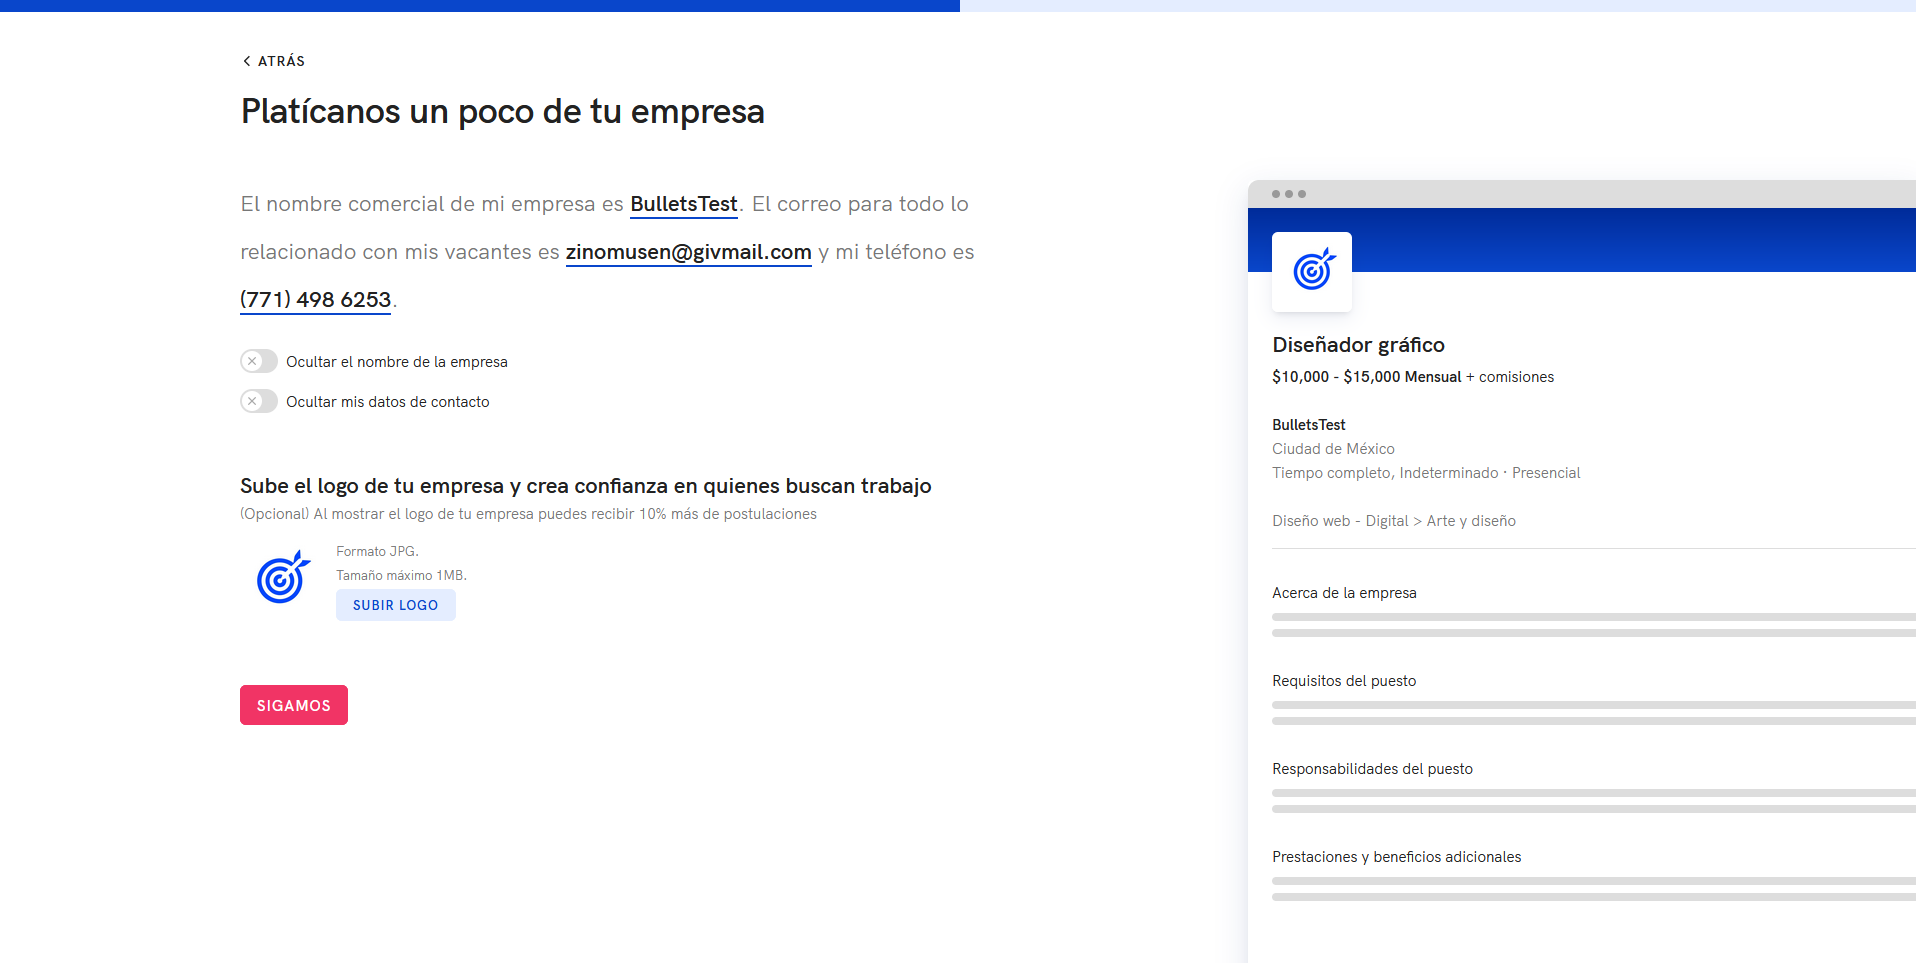 ATRÁS
Platícanos un poco de tu empresa
El nombre comercial de mi empresa es BulletsTest. El correo para todo lo
relacionado con mis vacantes es zinomusen@givmail.com y mi teléfono es
(771) 498 6253.
Ocultar el nombre de la empresa
Ocultar mis datos de contacto
Sube el logo de tu empresa y crea confianza en quienes buscan trabajo
(Opcional) Al mostrar el logo de tu empresa puedes recibir 10% más de postulaciones
Formato JPG.
Tamaño máximo 1MB.
SUBIR LOGO
SIGAMOS
Diseñador gráfico
$10,000 - $15,000 Mensual + comisiones
BulletsTest
Ciudad de México
Tiempo completo, Indeterminado · Presencial
Diseño web - Digital > Arte y diseño
Acerca de la empresa
Requisitos del puesto
Responsabilidades del puesto
Prestaciones y beneficios adicionales